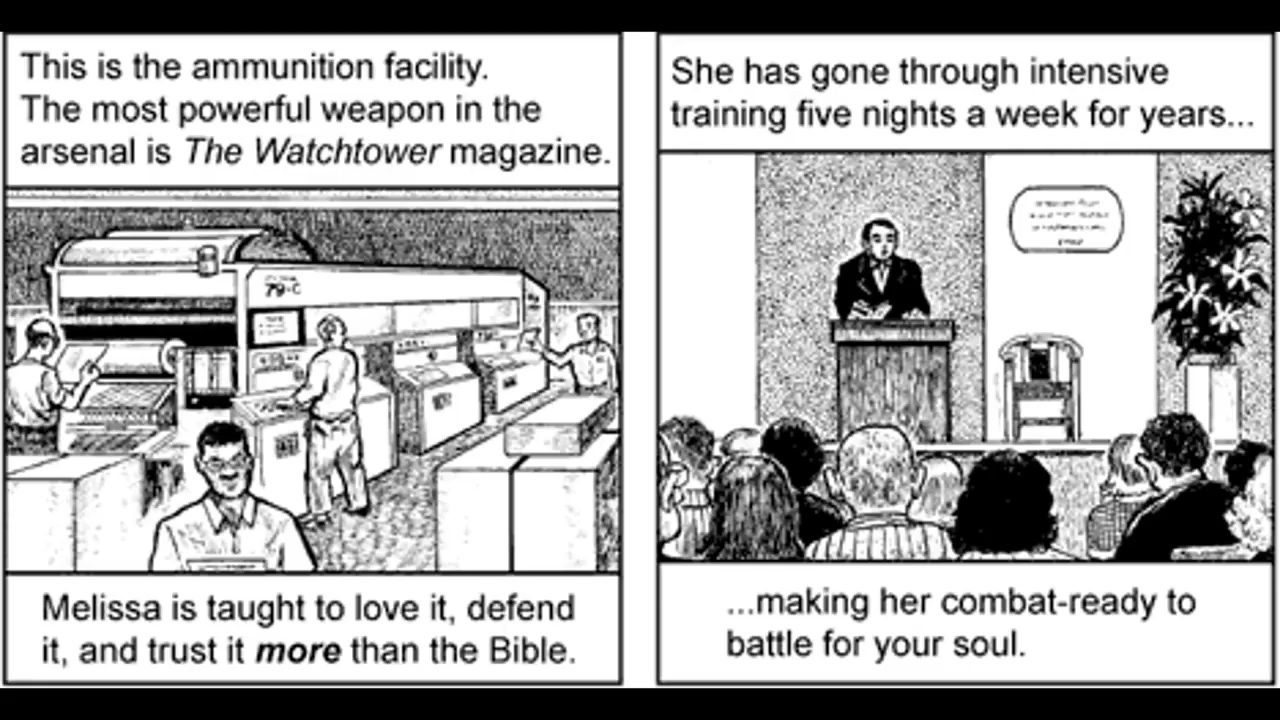 This is the ammunition facility.
The most powerful weapon in the
arsenal is The Watchtower magazine.
79-C
Melissa is taught to love it, defend
it, and trust it more than the Bible.
She has gone through intensive
training five nights a week for years...
...making her combat-ready to
battle for your soul.